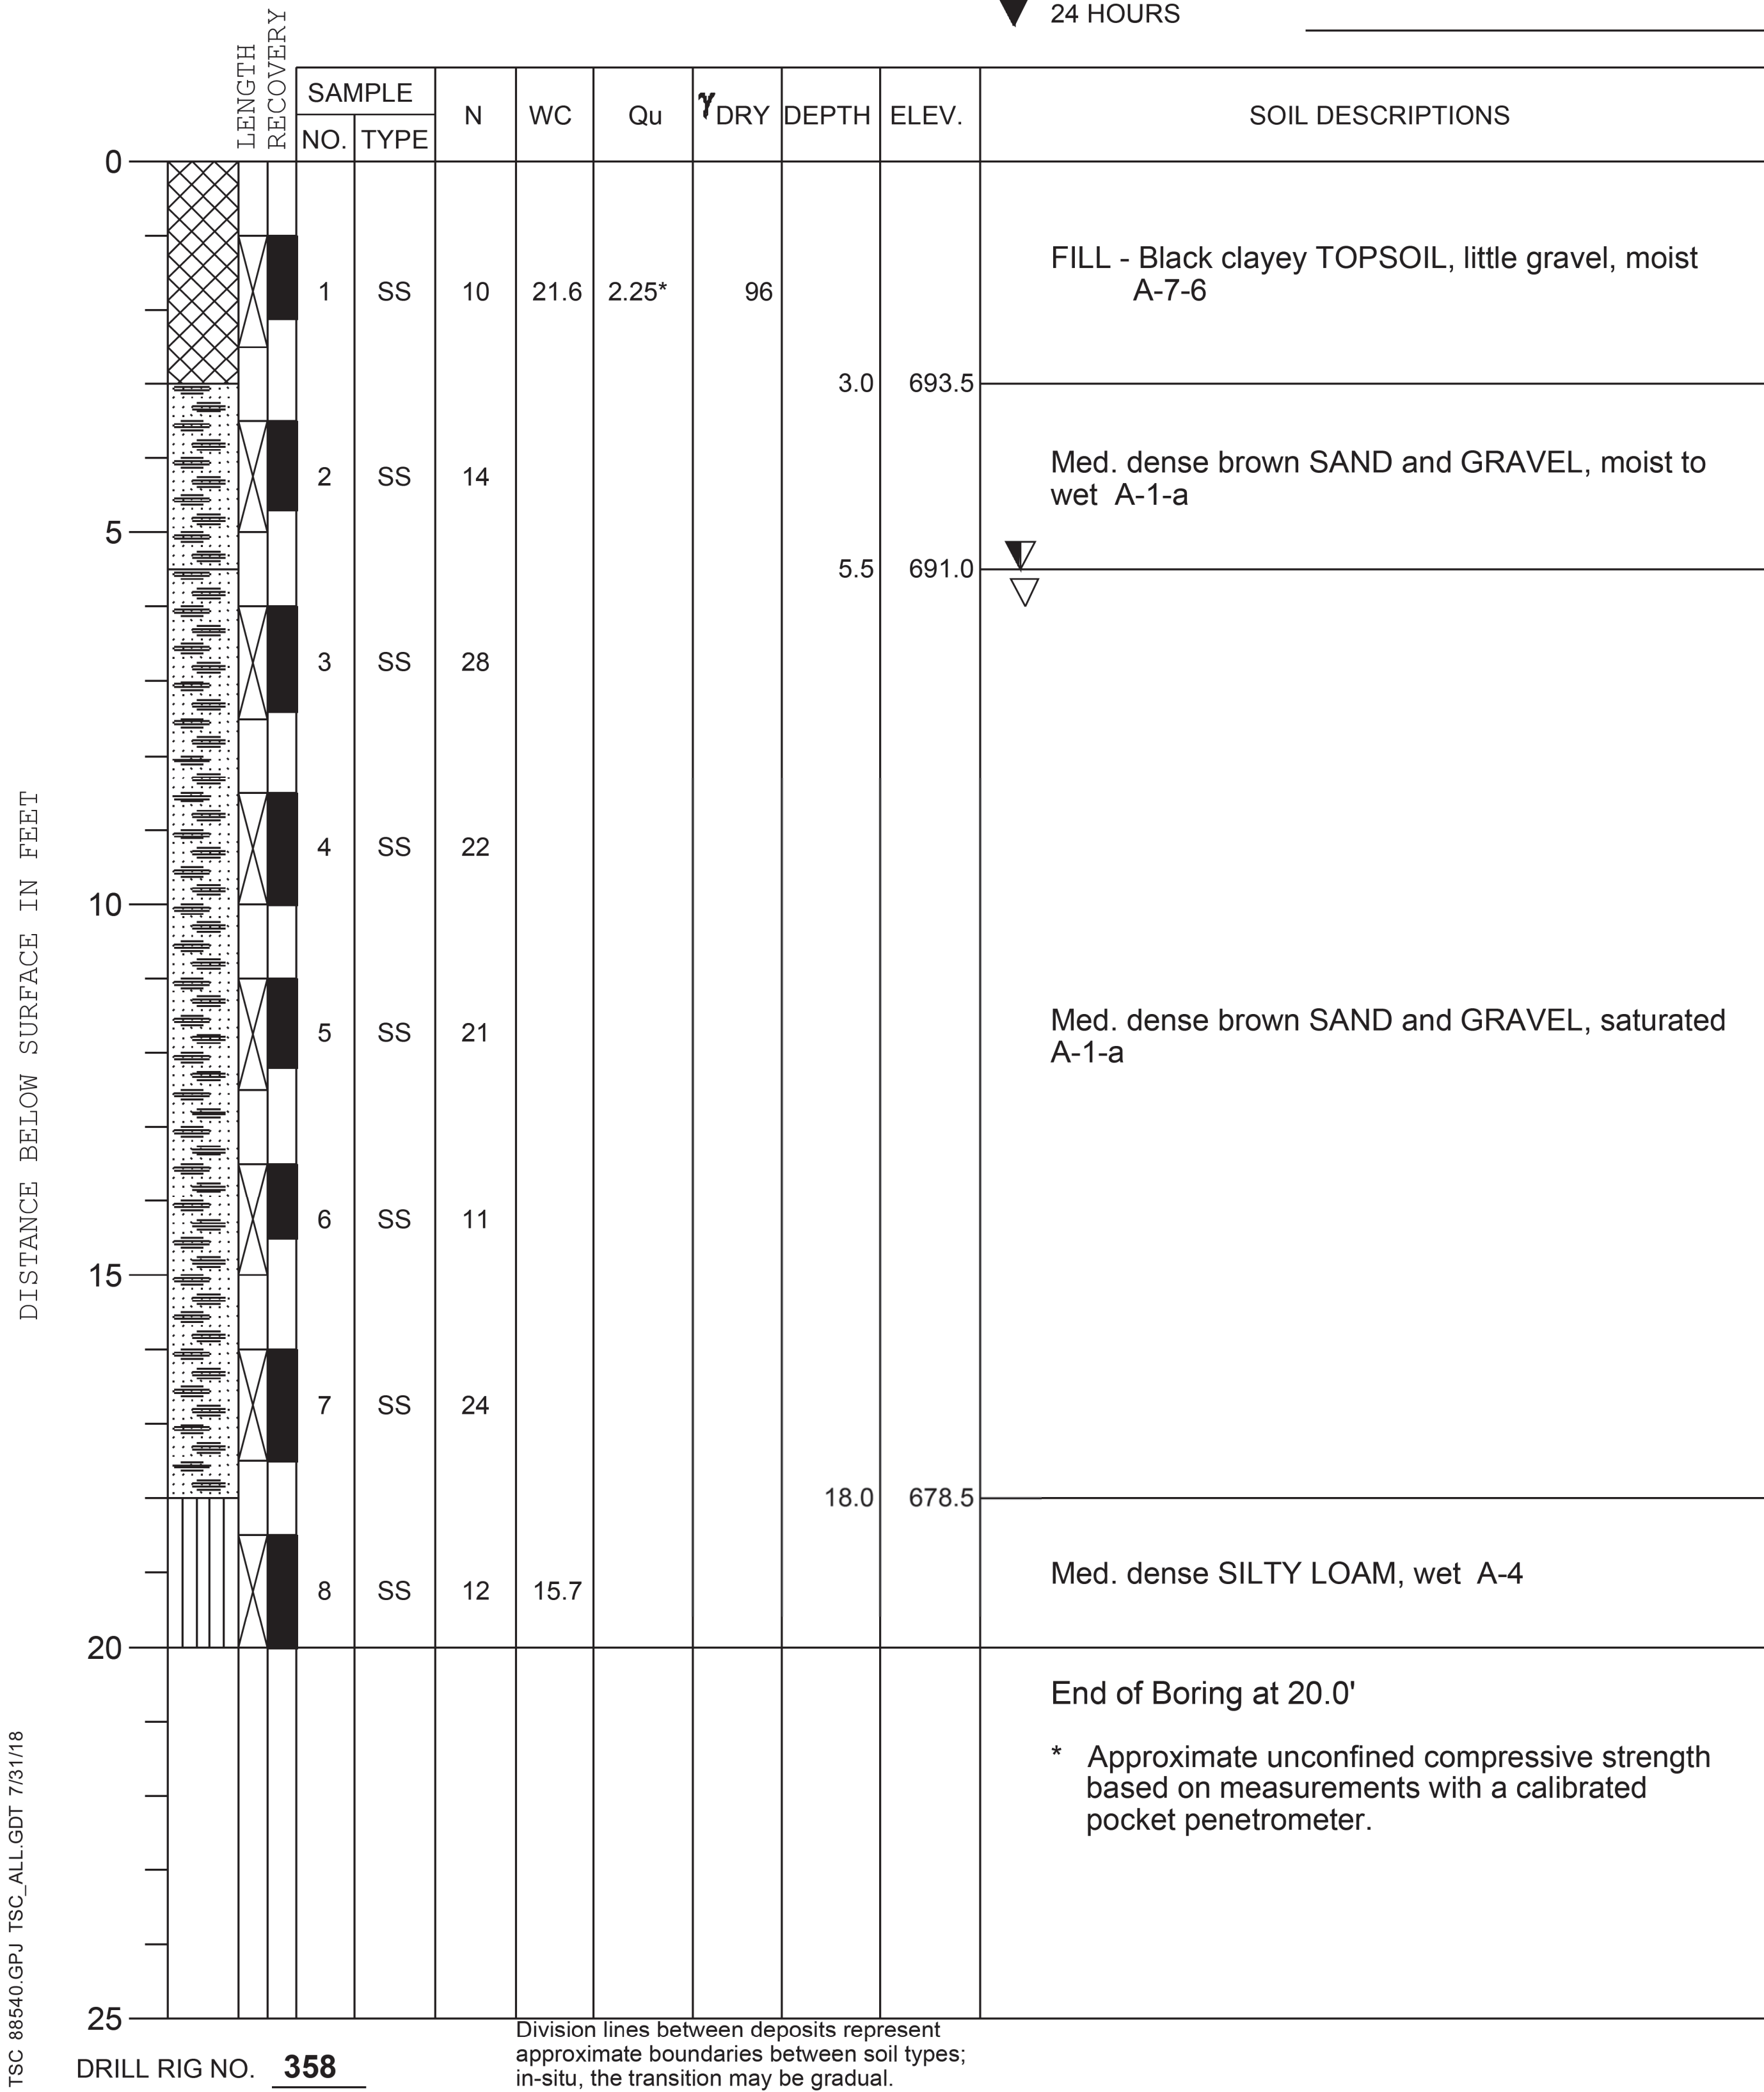 24 HOURS
LENGTH
RECOVERY
SAMPLE
NO. TYPE N WC Qu γDRY DEPTH ELEV. SOIL DESCRIPTIONS
0
FILL - Black clayey TOPSOIL, little gravel, moist
A-7-6
1 SS 10 21.6 2.25* 96
3.0 693.5
Med. dense brown SAND and GRAVEL, moist to
wet A-1-a
2 SS 14
5
5.5 691.0
3 SS 28
4 SS 22
10
Med. dense brown SAND and GRAVEL, saturated
A-1-a
5 SS 21
6 SS 11
15
7 SS 24
18.0 678.5
Med. dense SILTY LOAM, wet A-4
8 SS 12 15.7
20
End of Boring at 20.0'
* Approximate unconfined compressive strength
based on measurements with a calibrated
pocket penetrometer.
25
DISTANCE BELOW SURFACE IN FEET
TSC 88540.GPJ TSC_ALL.GDT 7/31/18
DRILL RIG NO. 358
Division lines between deposits represent
approximate boundaries between soil types;
in-situ, the transition may be gradual.